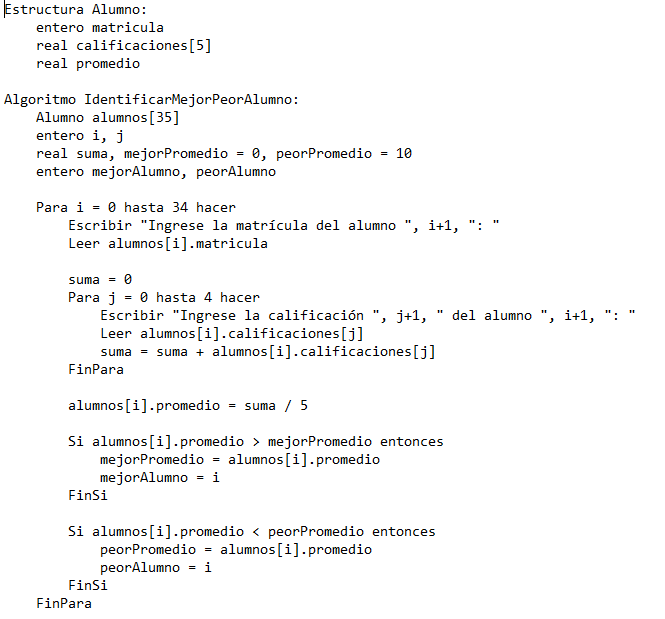 Estructura Alumno:
    entero matricula
    real calificaciones[5]
    real promedio

Algoritmo IdentificarMejorPeorAlumno:
    Alumno alumnos[35]
    entero i, j
    real suma, mejorPromedio = 0, peorPromedio = 10
    entero mejorAlumno, peorAlumno

    Para i = 0 hasta 34 hacer
        Escribir "Ingrese la matrícula del alumno ", i+1, ": "
        Leer alumnos[i].matricula

        suma = 0
        Para j = 0 hasta 4 hacer
            Escribir "Ingrese la calificación ", j+1, " del alumno ", i+1, ": "
            Leer alumnos[i].calificaciones[j]
            suma = suma + alumnos[i].calificaciones[j]
        FinPara

        alumnos[i].promedio = suma / 5

        Si alumnos[i].promedio > mejorPromedio entonces
            mejorPromedio = alumnos[i].promedio
            mejorAlumno = i
        FinSi

        Si alumnos[i].promedio < peorPromedio entonces
            peorPromedio = alumnos[i].promedio
            peorAlumno = i
        FinSi
    FinPara